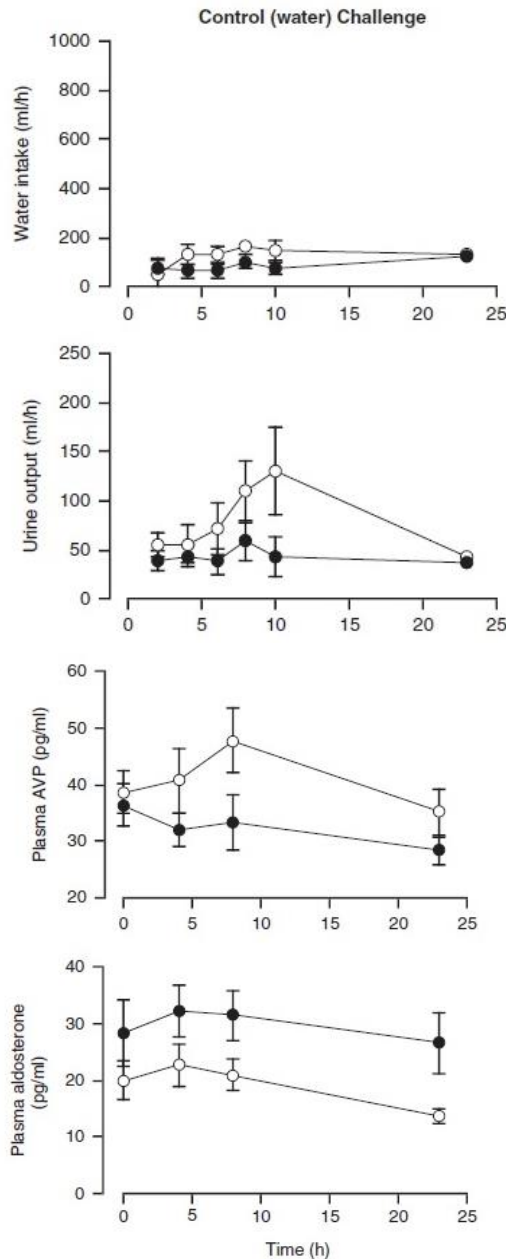 Control (water) Challenge
Water intake (ml/h)
1000
800
600
400
200
0
0 5 10 15 20 25
Urine output (ml/h)
250
200
150
100
50
0
0 5 10 15 20 25
Plasma AVP (pg/ml)
60
50
40
30
20
0 5 10 15 20 25
Plasma aldosterone
(pg/ml)
40
30
20
10
0
0 5 10 15 20 25
Time (h)